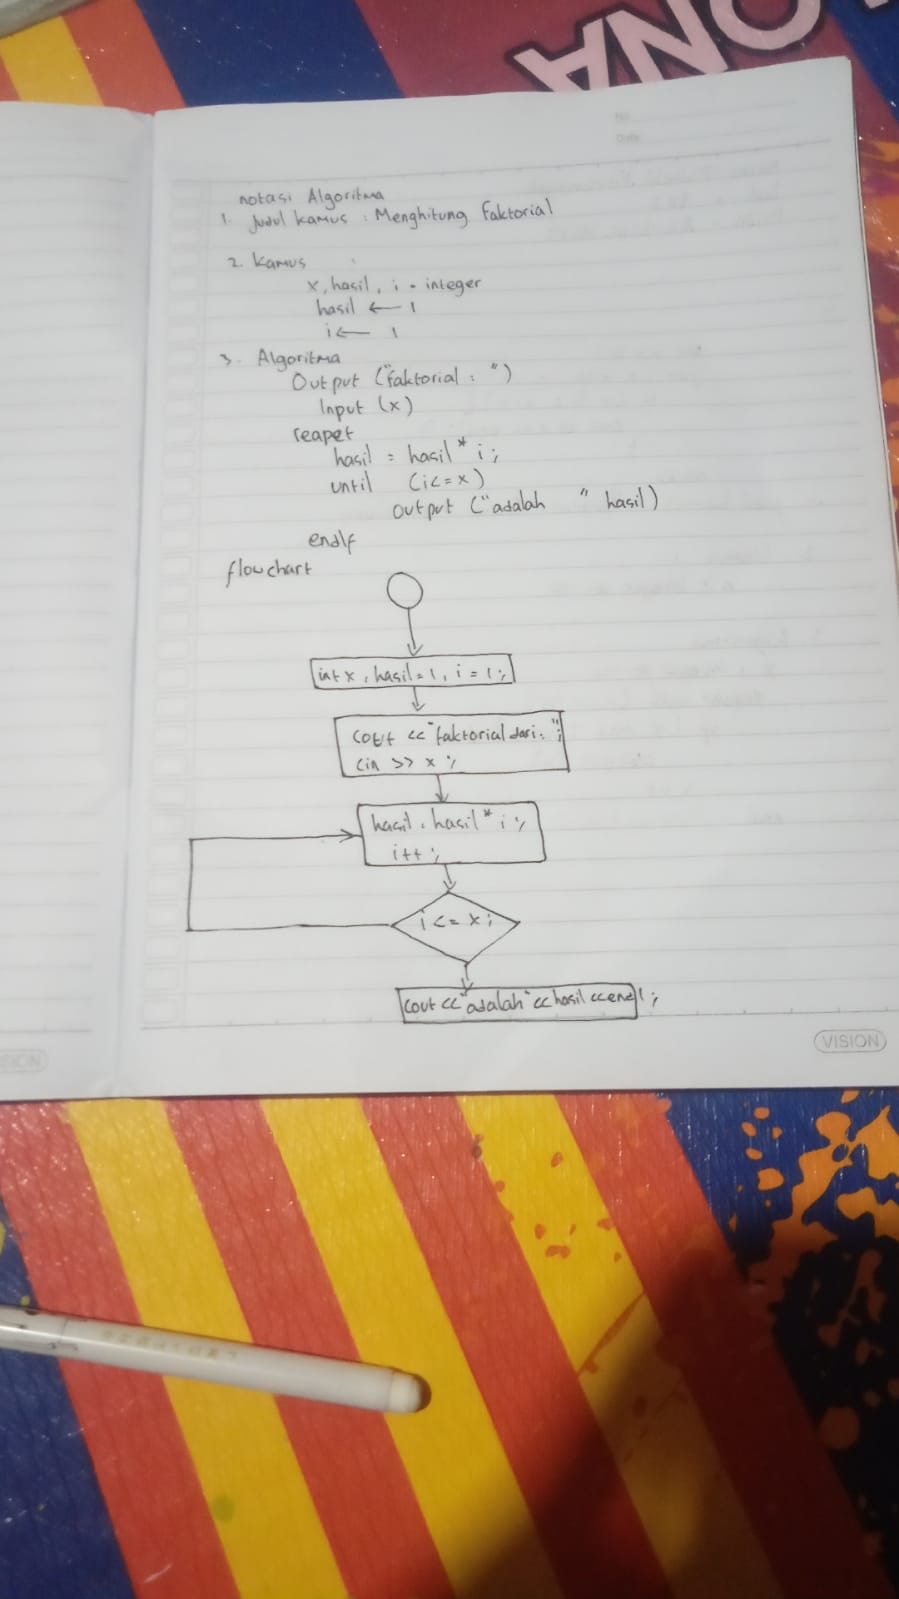 ONA
No
Date
notasi Algoritma
1. Judul kamus : Menghitung Faktorial
2. Kamus
x, hasil, i = integer
hasil ← 1
i ← 1
3. Algoritma
Output ("faktorial : ")
Input (x)
reapet
hasil = hasil * i ;
until (i <= x)
output ("adalah " hasil)
endif
flowchart
int x, hasil = 1, i = 1 ;
cout << "faktorial dari : ";
cin >> x ;
hasil = hasil * i ;
i++ ;
i <= x ;
cout << "adalah" << hasil << endl ;
VISION
SION